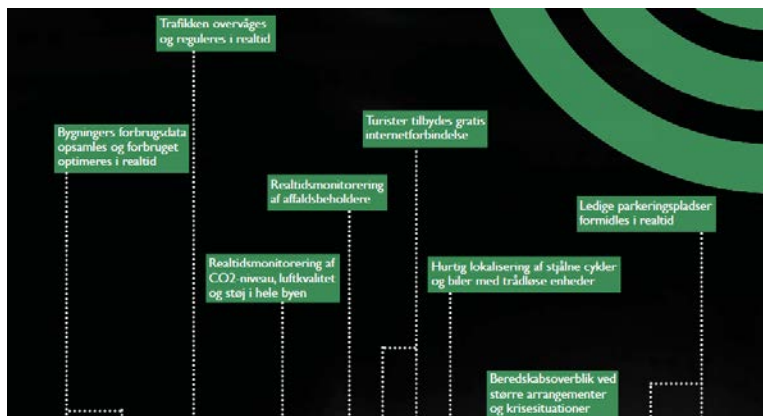 Trafikken overvåges
og reguleres i realtid
Bygningers forbrugsdata
opsamles og forbruget
optimeres i realtid
Turister tilbydes gratis
internetforbindelse
Realtidsmonitorering
af affaldsbeholdere
Ledige parkeringspladser
formidles i realtid
Realtidsmonitorering af
CO2-niveau, luftkvalitet
og støj i hele byen
Hurtig lokalisering af stjålne cykler
og biler med trådløse enheder
Beredskabsoverblik ved
større arrangementer
og krisesituationer